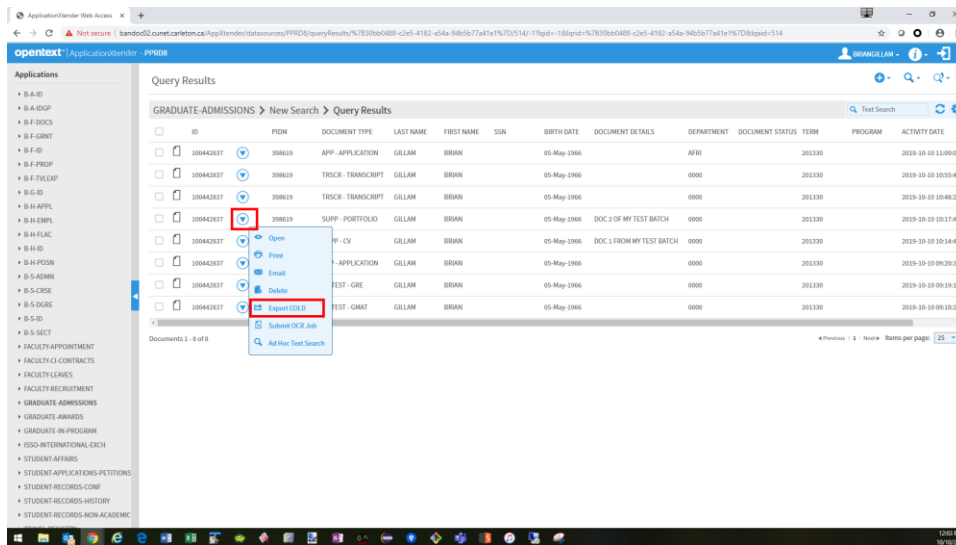 ApplicationXtender Web Access
Not secure | bandoc02.cunet.carleton.ca/AppXtender/datasources/PPRD8/queryResults/%7830bb0488-c2e5-4182-a54a-94b5b77a41e1%7D/514/-1?lqid=-1&lqrid=%7830bb0488-c2e5-4182-a54a-94b5b77a41e1%7D&lqaid=514
opentext™ | ApplicationXtender - PPRD8
BRIANGILLAM
Applications
B-A-ID
B-A-IDGP
B-F-DOCS
B-F-GRNT
B-F-ID
B-F-PROP
B-F-TVLEXP
B-G-ID
B-H-APPL
B-H-EMPL
B-H-FLAC
B-H-ID
B-H-POSN
B-S-ADMN
B-S-CRSE
B-S-DGRE
B-S-ID
B-S-SECT
FACULTY-APPOINTMENT
FACULTY-CI-CONTRACTS
FACULTY-LEAVES
FACULTY-RECRUITMENT
GRADUATE-ADMISSIONS
GRADUATE-AWARDS
GRADUATE-IN-PROGRAM
ISSO-INTERNATIONAL-EXCH
STUDENT-AFFAIRS
STUDENT-APPLICATIONS-PETITIONS
STUDENT-RECORDS-CONF
STUDENT-RECORDS-HISTORY
STUDENT-RECORDS-NON-ACADEMIC
Query Results
GRADUATE-ADMISSIONS > New Search > Query Results
Text Search
ID PIDM DOCUMENT TYPE LAST NAME FIRST NAME SSN BIRTH DATE DOCUMENT DETAILS DEPARTMENT DOCUMENT STATUS TERM PROGRAM ACTIVITY DATE
100442837 398619 APP - APPLICATION GILLAM BRIAN 05-May-1966 AFRI 201330 2019-10-10 11:09:0
100442837 398619 TRSCR - TRANSCRIPT GILLAM BRIAN 05-May-1966 0000 201330 2019-10-10 10:55:4
100442837 398619 TRSCR - TRANSCRIPT GILLAM BRIAN 05-May-1966 0000 201330 2019-10-10 10:48:2
100442837 398619 SUPP - PORTFOLIO GILLAM BRIAN 05-May-1966 DOC 2 OF MY TEST BATCH 0000 201330 2019-10-10 10:17:4
100442837 PP - CV GILLAM BRIAN 05-May-1966 DOC 1 FROM MY TEST BATCH 0000 201330 2019-10-10 10:14:4
100442837 - APPLICATION GILLAM BRIAN 05-May-1966 0000 201330 2019-10-10 09:20:3
100442837 TEST - GRE GILLAM BRIAN 05-May-1966 0000 201330 2019-10-10 09:19:1
100442837 TEST - GMAT GILLAM BRIAN 05-May-1966 0000 201330 2019-10-10 09:18:2
Open
Print
Email
Delete
Export COLD
Submit OCR Job
Ad Hoc Text Search
Documents 1 - 8 of 8
Previous | 1 | Next Items per page: 25
12:03
10/10/2